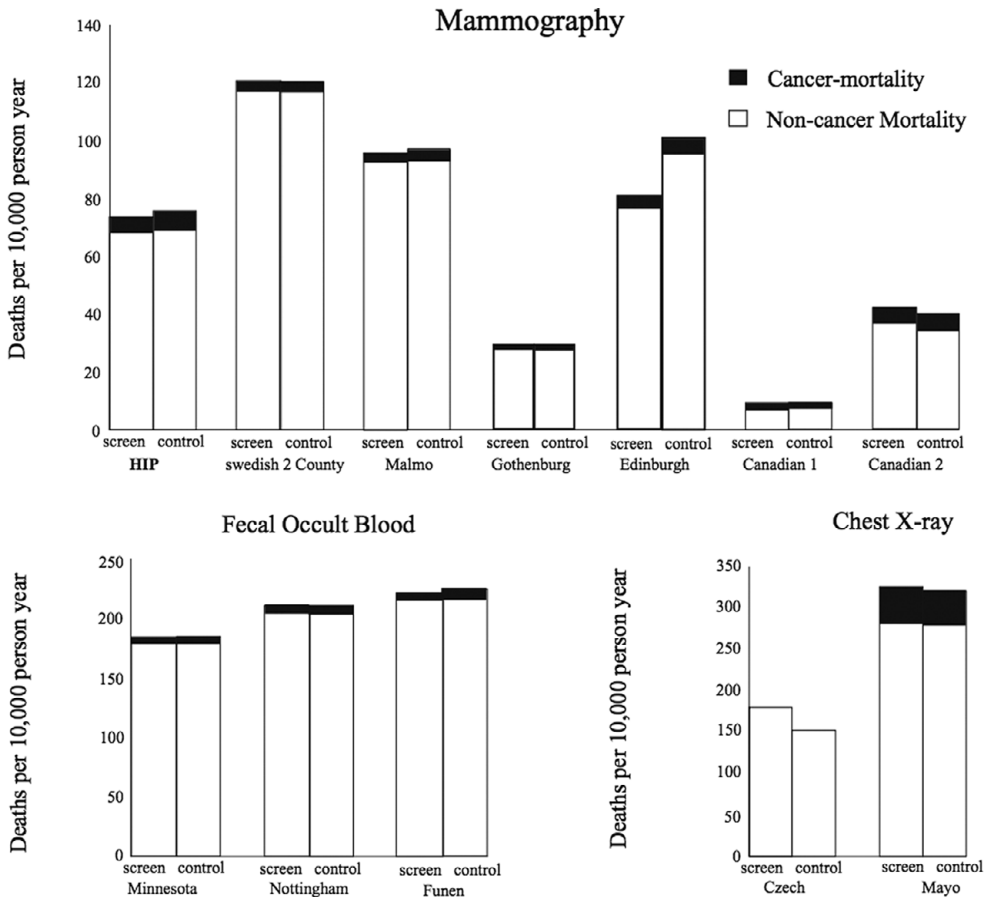 Mammography
Deaths per 10,000 person year
140
120
100
80
60
40
20
0
Cancer-mortality
Non-cancer Mortality
screen control screen control screen control screen control screen control screen control screen control
HIP swedish 2 County Malmo Gothenburg Edinburgh Canadian 1 Canadian 2
Fecal Occult Blood
Deaths per 10,000 person year
250
200
150
100
50
0
screen control screen control screen control
Minnesota Nottingham Funen
Chest X-ray
Deaths per 10,000 person year
350
300
250
200
150
100
50
0
screen control screen control
Czech Mayo